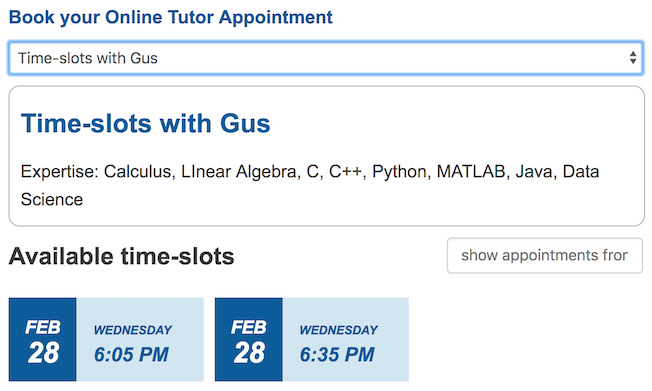 Book your Online Tutor Appointment
Time-slots with Gus
Time-slots with Gus
Expertise: Calculus, LInear Algebra, C, C++, Python, MATLAB, Java, Data
Science
Available time-slots
show appointments fror
FEB
28
WEDNESDAY
6:05 PM
FEB
28
WEDNESDAY
6:35 PM